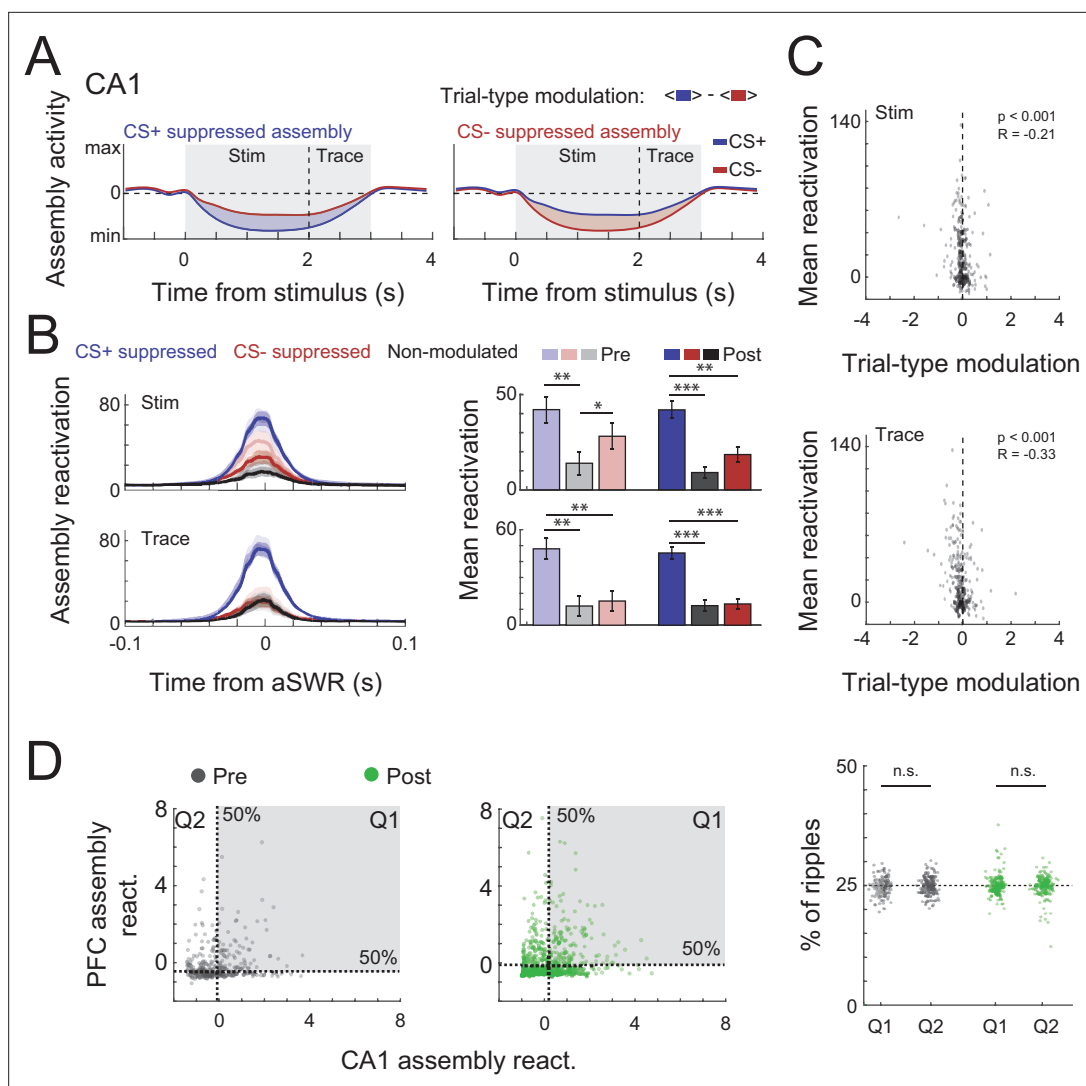 A
CA1
Trial-type modulation: <■> - <■>
CS+ suppressed assembly
CS- suppressed assembly
CS+
CS-
Assembly activity
max
0
min
Stim
Trace
Stim
Trace
0
2
4
0
2
4
Time from stimulus (s)
Time from stimulus (s)
B
CS+ suppressed
CS- suppressed
Non-modulated
Pre
Post
Assembly reactivation
80
0
Stim
Assembly reactivation
80
0
Trace
-0.1
0
0.1
Time from aSWR (s)
Mean reactivation
50
0
**
*
***
**
60
0
**
**
***
***
C
Mean reactivation
140
0
Stim
p < 0.001
R = -0.21
-4
-2
0
2
4
Trial-type modulation
Mean reactivation
140
0
Trace
p < 0.001
R = -0.33
-4
-2
0
2
4
Trial-type modulation
D
Pre
Post
PFC assembly
react.
8
4
0
Q2
50%
Q1
50%
0
4
8
8
4
0
Q2
50%
Q1
50%
0
4
8
CA1 assembly react.
% of ripples
50
25
0
n.s.
n.s.
Q1
Q2
Q1
Q2